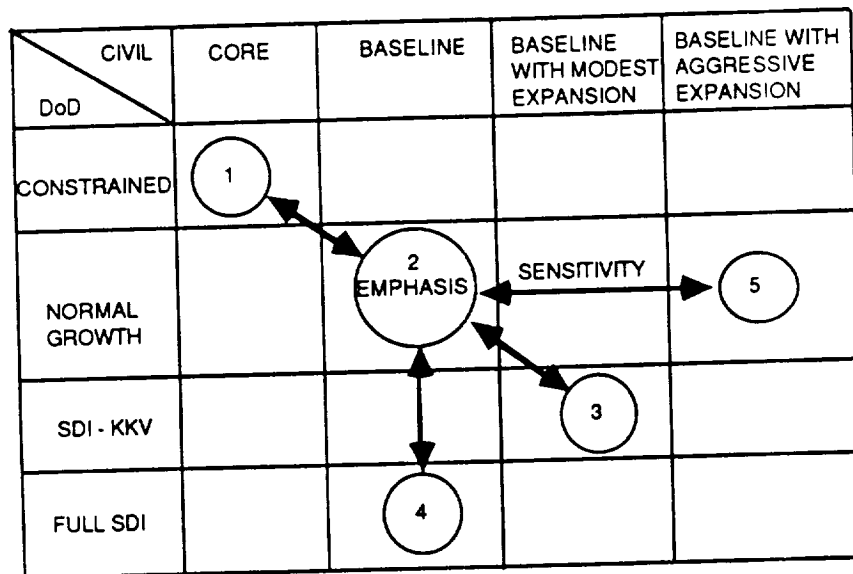 CIVIL
DoD
CORE
BASELINE
BASELINE
WITH MODEST
EXPANSION
BASELINE WITH
AGGRESSIVE
EXPANSION
CONSTRAINED
1
NORMAL
GROWTH
2
EMPHASIS
SENSITIVITY
5
SDI - KKV
3
FULL SDI
4